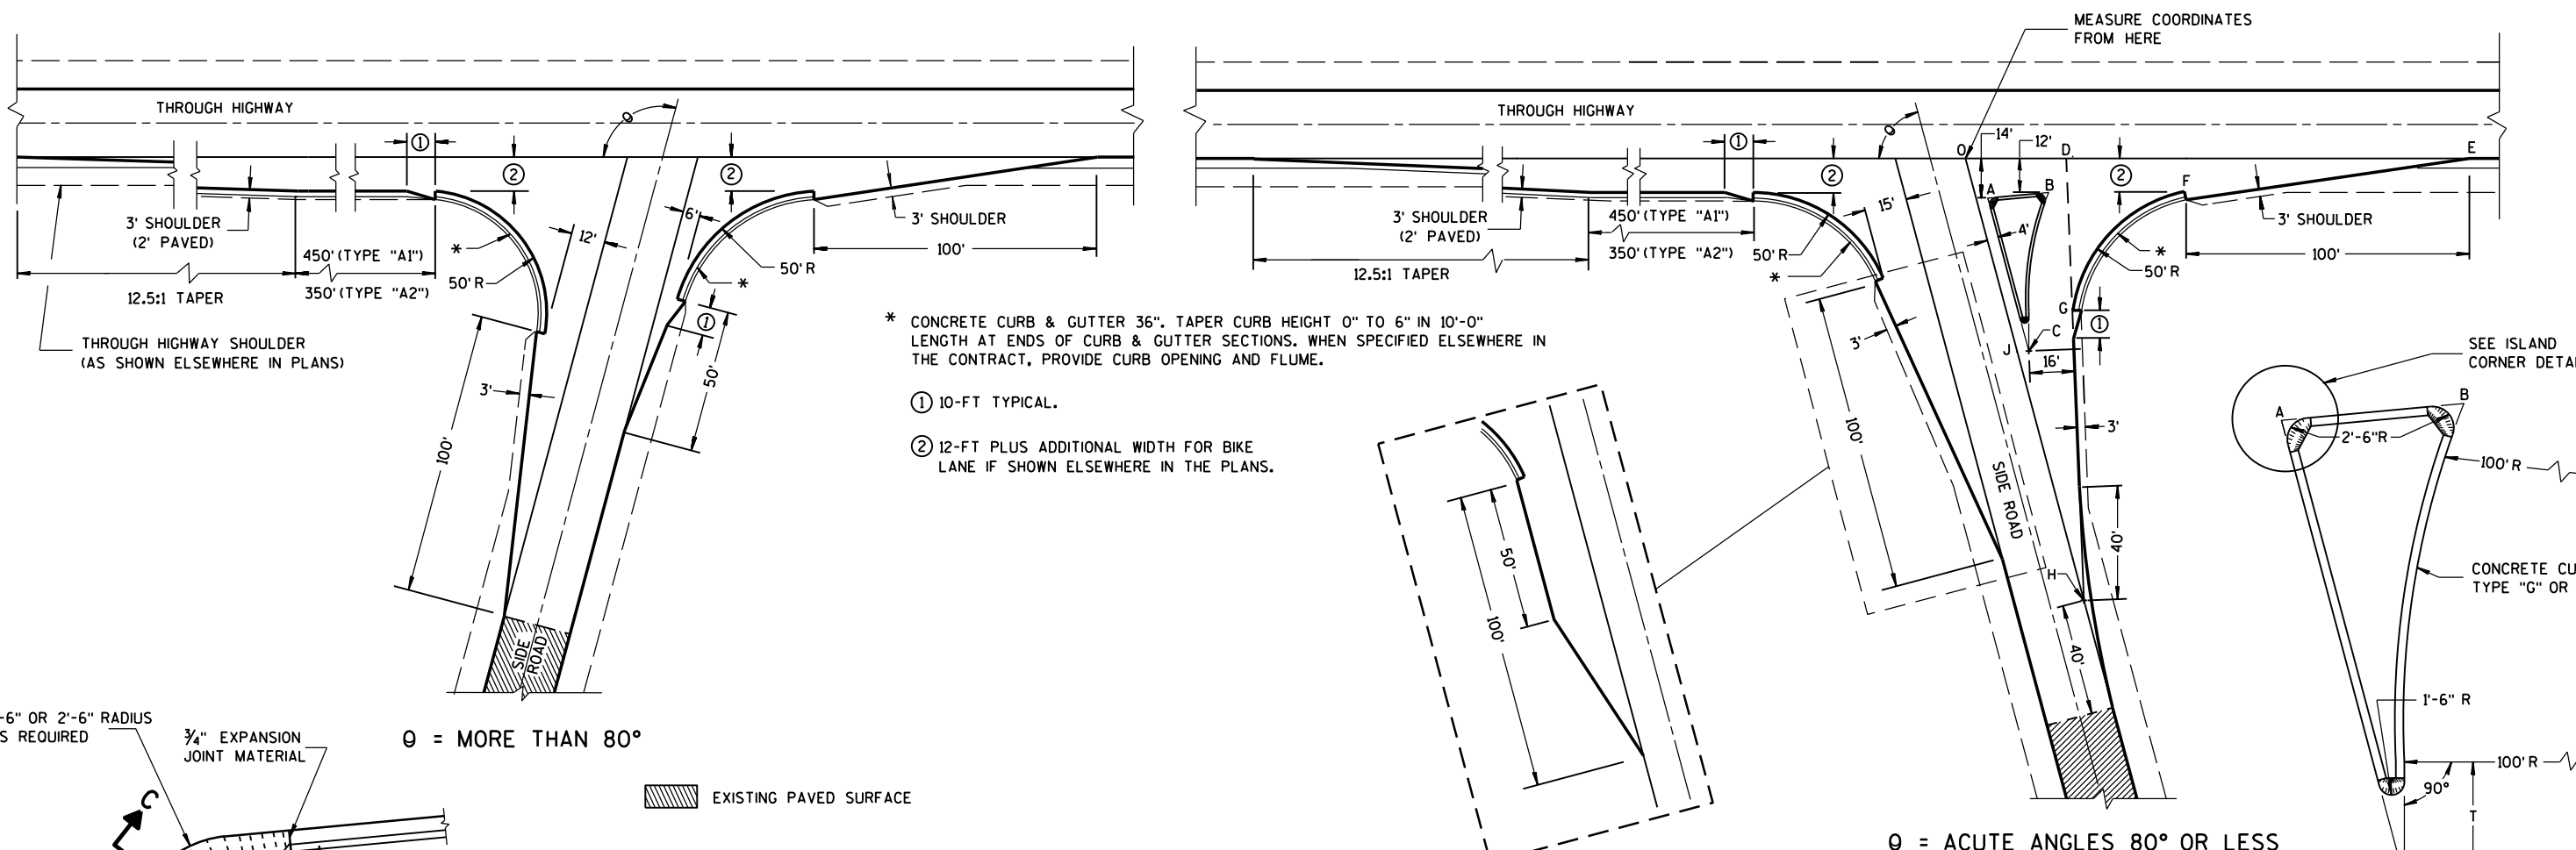 THROUGH HIGHWAY
①
②
②
6'
12'
3' SHOULDER
(2' PAVED)
450' (TYPE "A1")
350' (TYPE "A2")
*
50' R
50' R
*
3' SHOULDER
100'
12.5:1 TAPER
THROUGH HIGHWAY SHOULDER
(AS SHOWN ELSEWHERE IN PLANS)
①
50'
3'
100'
SIDE
ROAD
Θ
Θ = MORE THAN 80°
EXISTING PAVED SURFACE
* CONCRETE CURB & GUTTER 36". TAPER CURB HEIGHT 0" TO 6" IN 10'-0"
LENGTH AT ENDS OF CURB & GUTTER SECTIONS. WHEN SPECIFIED ELSEWHERE IN
THE CONTRACT, PROVIDE CURB OPENING AND FLUME.
① 10-FT TYPICAL.
② 12-FT PLUS ADDITIONAL WIDTH FOR BIKE
LANE IF SHOWN ELSEWHERE IN THE PLANS.
-6" OR 2'-6" RADIUS
S REQUIRED
¾" EXPANSION
JOINT MATERIAL
C
MEASURE COORDINATES
FROM HERE
THROUGH HIGHWAY
①
②
Θ
O
14'
12'
D
②
E
A
B
F
15'
4'
3' SHOULDER
(2' PAVED)
450' (TYPE "A1")
350' (TYPE "A2")
50' R
*
12.5:1 TAPER
*
50' R
3' SHOULDER
100'
G
①
C
J
16'
3'
100'
3'
SIDE ROAD
40'
H
40'
50'
100'
Θ = ACUTE ANGLES 80° OR LESS
SEE ISLAND
CORNER DETA
A
B
2'-6"R
100' R
CONCRETE CU
TYPE "G" OR
1'-6" R
100' R
90°
T